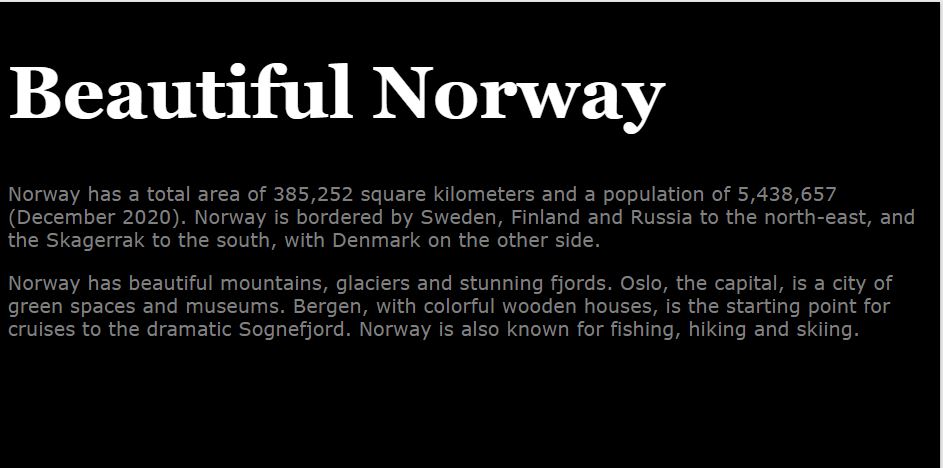 Beautiful Norway
Norway has a total area of 385,252 square kilometers and a population of 5,438,657
(December 2020). Norway is bordered by Sweden, Finland and Russia to the north-east, and
the Skagerrak to the south, with Denmark on the other side.
Norway has beautiful mountains, glaciers and stunning fjords. Oslo, the capital, is a city of
green spaces and museums. Bergen, with colorful wooden houses, is the starting point for
cruises to the dramatic Sognefjord. Norway is also known for fishing, hiking and skiing.